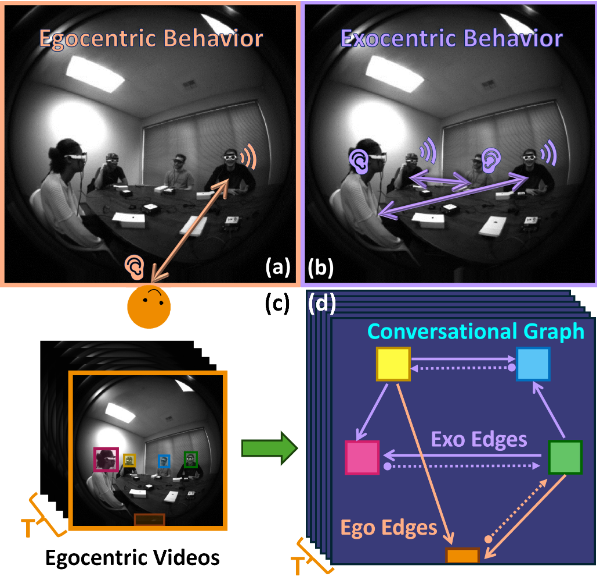 Egocentric Behavior
Exocentric Behavior
(a)
(b)
(c)
(d)
Conversational Graph
Exo Edges
Ego Edges
T
T
Egocentric Videos